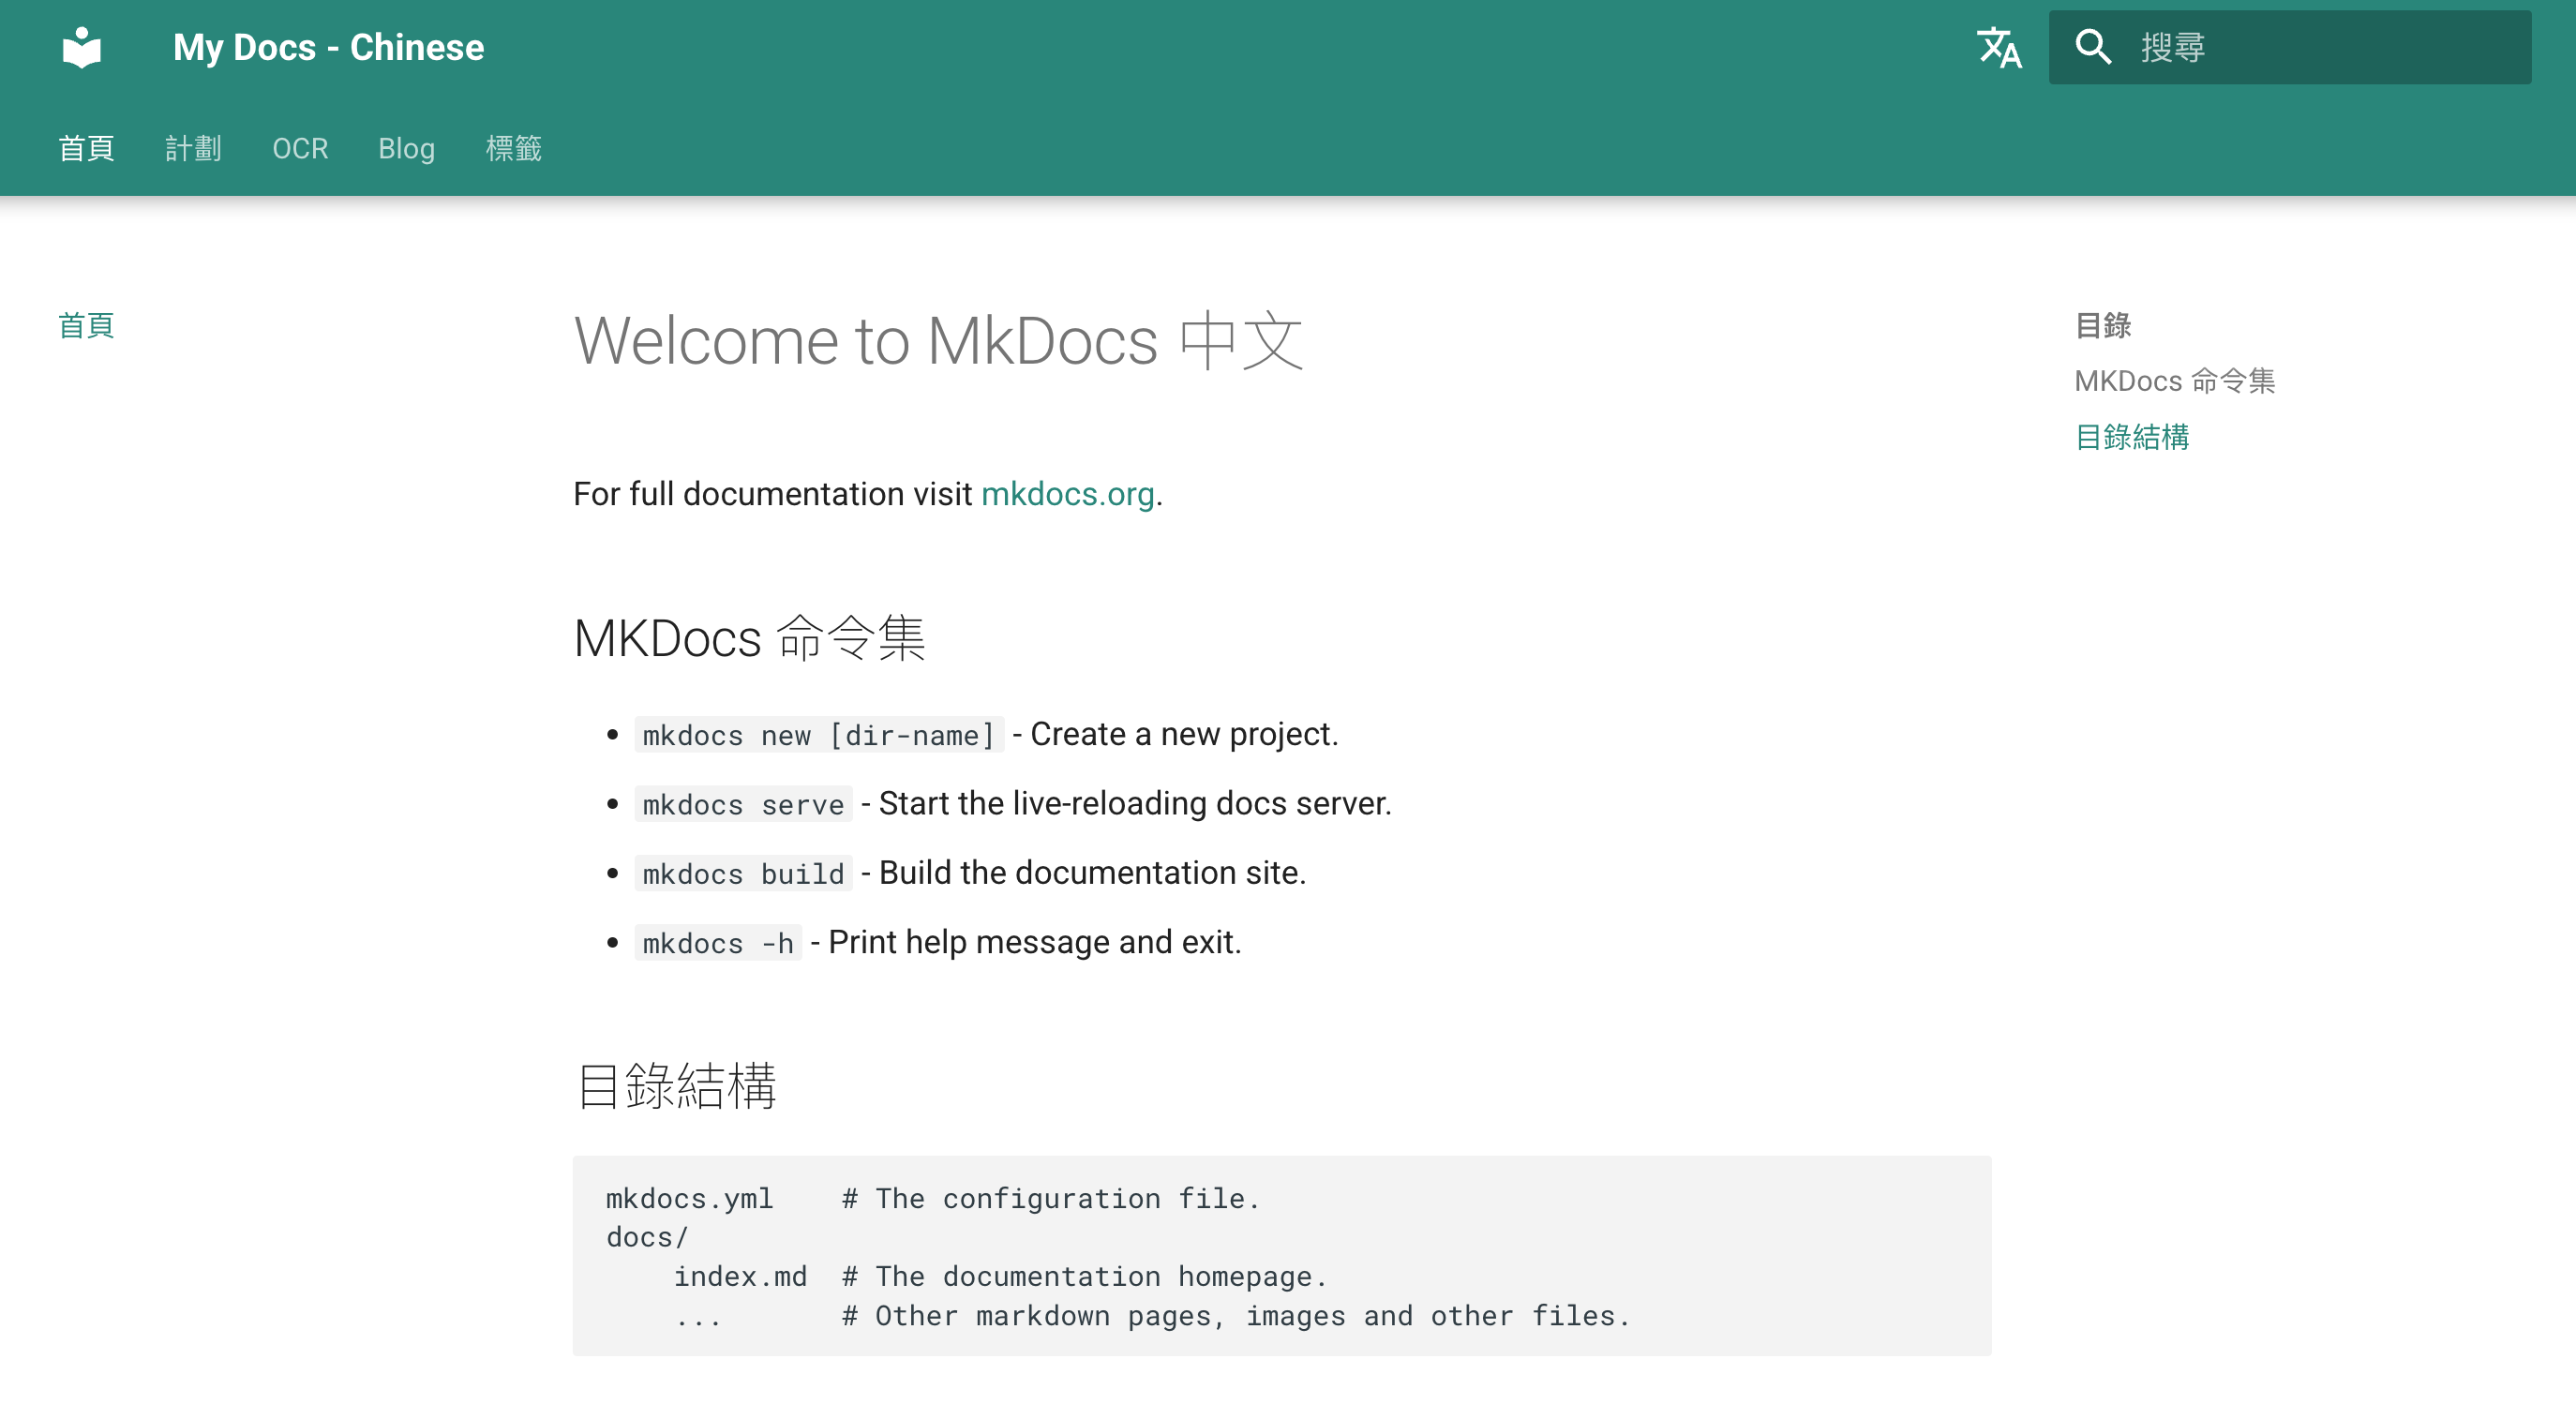 My Docs - Chinese
搜尋
首頁 計劃 OCR Blog 標籤
首頁
Welcome to MkDocs 中文
For full documentation visit mkdocs.org.
MKDocs 命令集
mkdocs new [dir-name] - Create a new project.
mkdocs serve - Start the live-reloading docs server.
mkdocs build - Build the documentation site.
mkdocs -h - Print help message and exit.
目錄結構
mkdocs.yml    # The configuration file.
docs/
    index.md  # The documentation homepage.
    ...       # Other markdown pages, images and other files.
目錄
MKDocs 命令集
目錄結構